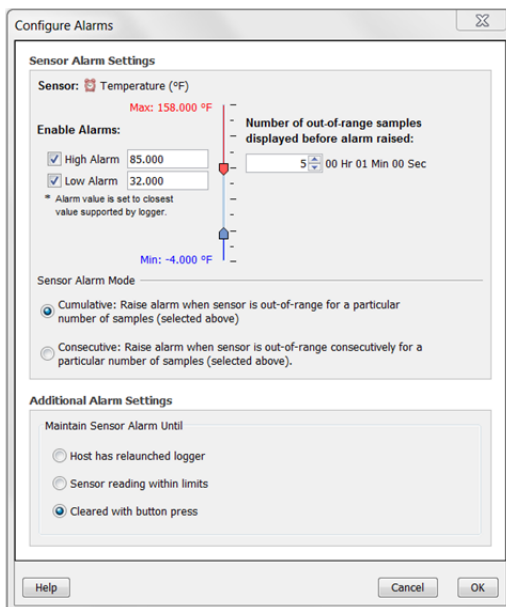 Configure Alarms
Sensor Alarm Settings
Sensor: Temperature (°F)
Max: 158.000 °F
Number of out-of-range samples
displayed before alarm raised:
Enable Alarms:
High Alarm 85.000
5 00 Hr 01 Min 00 Sec
Low Alarm 32.000
* Alarm value is set to closest
value supported by logger.
Min: -4.000 °F
Sensor Alarm Mode
Cumulative: Raise alarm when sensor is out-of-range for a particular
number of samples (selected above)
Consecutive: Raise alarm when sensor is out-of-range consecutively for a
particular number of samples (selected above).
Additional Alarm Settings
Maintain Sensor Alarm Until
Host has relaunched logger
Sensor reading within limits
Cleared with button press
Help Cancel OK